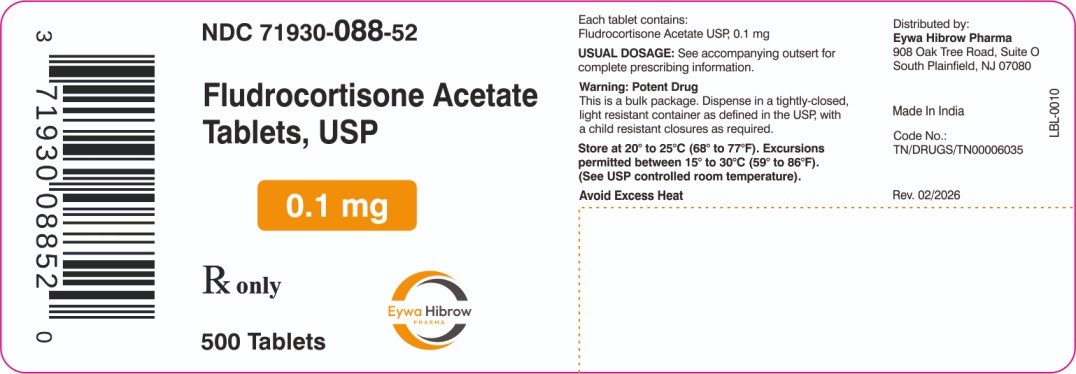 3 71930 08852 0
NDC 71930-088-52
Fludrocortisone Acetate
Tablets, USP
0.1 mg
Rx only
500 Tablets
Eywa Hibrow
PHARMA
Each tablet contains:
Fludrocortisone Acetate USP, 0.1 mg
USUAL DOSAGE: See accompanying outsert for
complete prescribing information.
Warning: Potent Drug
This is a bulk package. Dispense in a tightly-closed,
light resistant container as defined in the USP, with
a child resistant closures as required.
Store at 20° to 25°C (68° to 77°F). Excursions
permitted between 15° to 30°C (59° to 86°F).
(See USP controlled room temperature).
Avoid Excess Heat
Distributed by:
Eywa Hibrow Pharma
908 Oak Tree Road, Suite O
South Plainfield, NJ 07080
Made In India
Code No.:
TN/DRUGS/TN00006035
Rev. 02/2026
LBL-0010